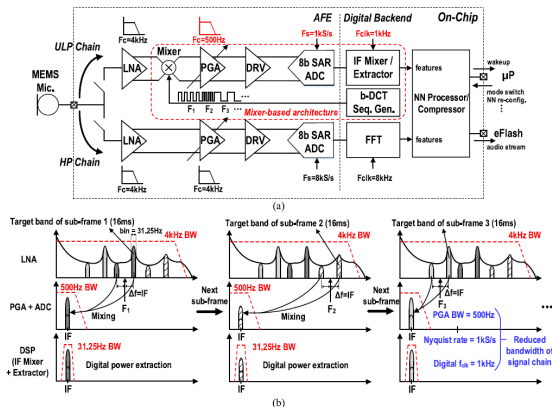 Fc=4kHz
Fc=500Hz
AFE
Digital Backend
On-Chip
Fs=1kS/s
Fclk=1kHz
ULP Chain
Mixer
LNA
PGA
DRV
8b SAR ADC
IF Mixer / Extractor
features
wakeup
μP
mode switch
NN re-config.
MEMS Mic.
F1 F2 F3
Mixer-based architecture
b-DCT Seq. Gen.
NN Processor/ Compressor
HP Chain
LNA
PGA
DRV
8b SAR ADC
FFT
features
eFlash
audio stream
Fc=4kHz
Fc=4kHz
Fs=8kS/s
Fclk=8kHz
(a)
Target band of sub-frame 1 (16ms)
bin = 31.25Hz
4kHz BW
Target band of sub-frame 2 (16ms)
4kHz BW
Target band of sub-frame 3 (16ms)
4kHz BW
LNA
500Hz BW
F1
Δf=IF
Next sub-frame
500Hz BW
F2
Δf=IF
Next sub-frame
500Hz BW
F3
Δf=IF
PGA + ADC
Mixing
IF
Mixing
IF
IF
PGA BW = 500Hz
Nyquist rate = 1kS/s
Digital fclk = 1kHz
Reduced bandwidth of signal chain
...
DSP
(IF Mixer + Extractor)
31.25Hz BW
Digital power extraction
IF
31.25Hz BW
Digital power extraction
IF
31.25Hz BW
IF
(b)